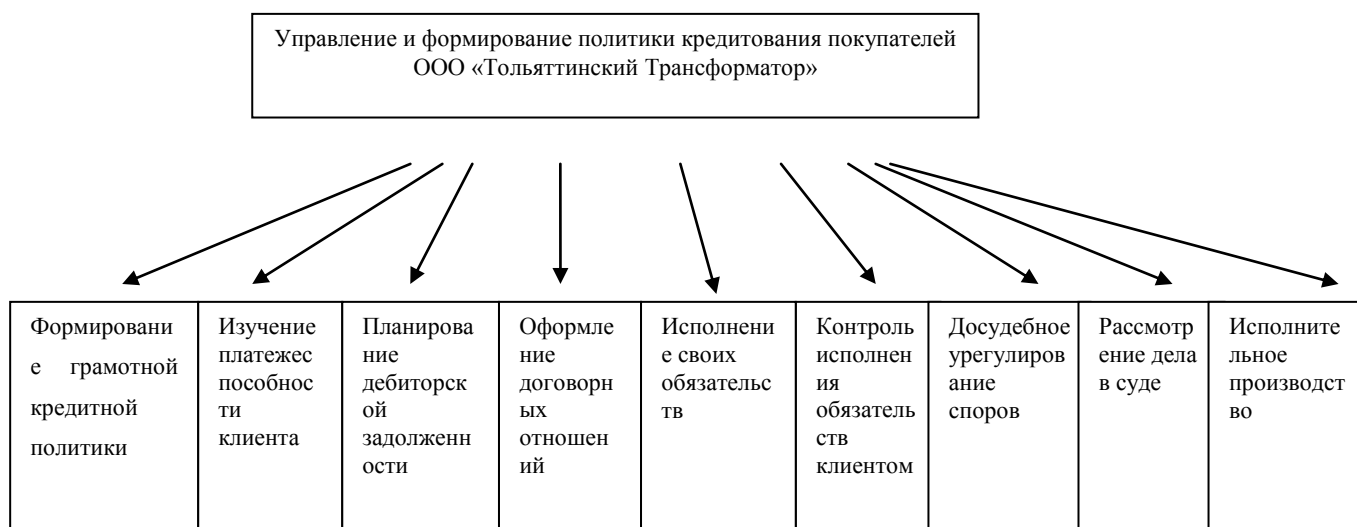 Управление и формирование политики кредитования покупателей
ООО «Тольяттинский Трансформатор»
Формировани
е грамотной
кредитной
политики
Изучение
платежес
пособнос
ти
клиента
Планирова
ние
дебиторск
ой
задолженн
ости
Оформле
ние
договорн
ых
отношен
ий
Исполнени
е своих
обязательс
тв
Контроль
исполнен
ия
обязатель
ств
клиентом
Досудебное
урегулиров
ание
споров
Рассмотр
ение дела
в суде
Исполните
льное
производст
во